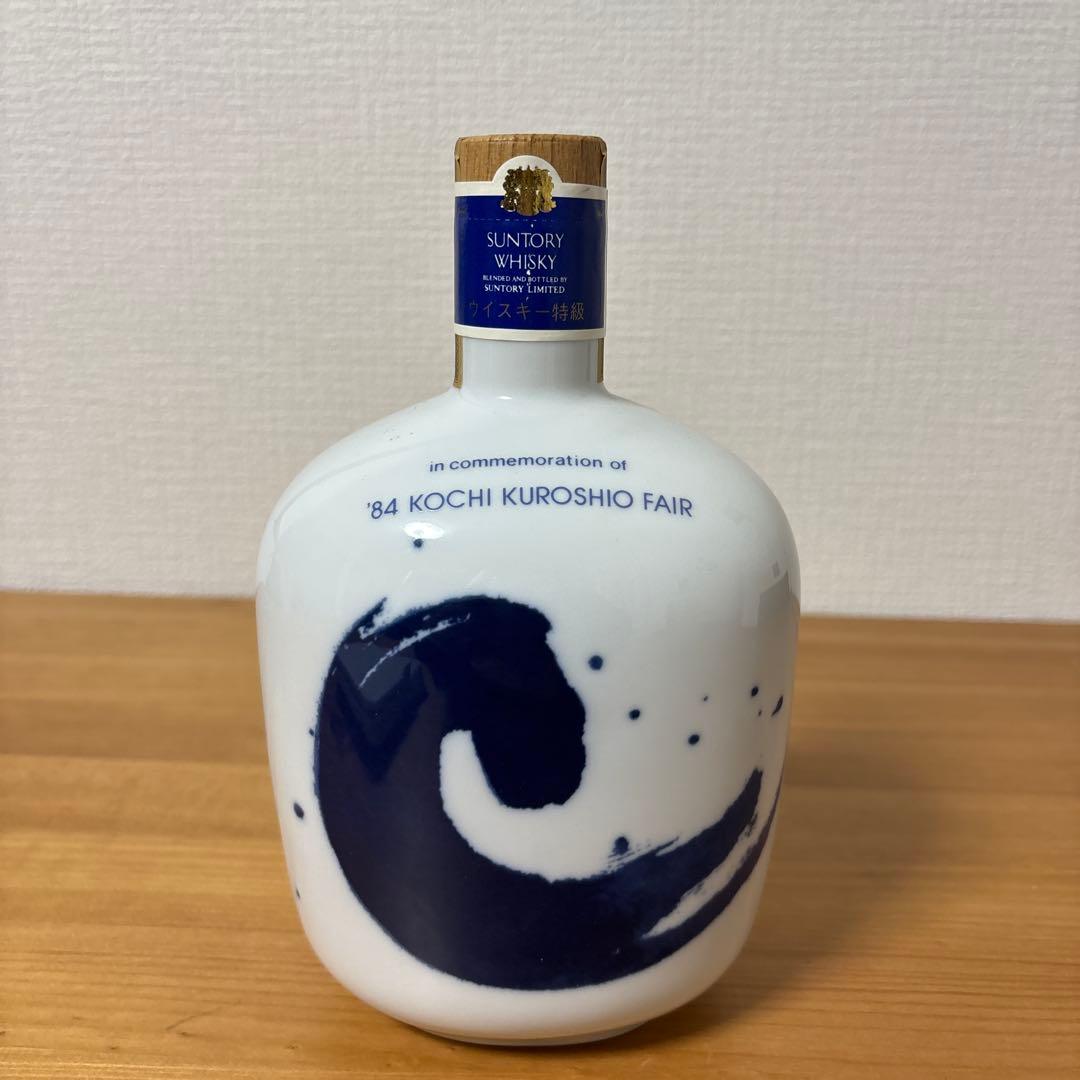 SUNTORY
WHISKY
BLENDED AND BOTTLED BY
SUNTORY LIMITED
ウイスキー特級
in commemoration of
'84 KOCHI KUROSHIO FAIR